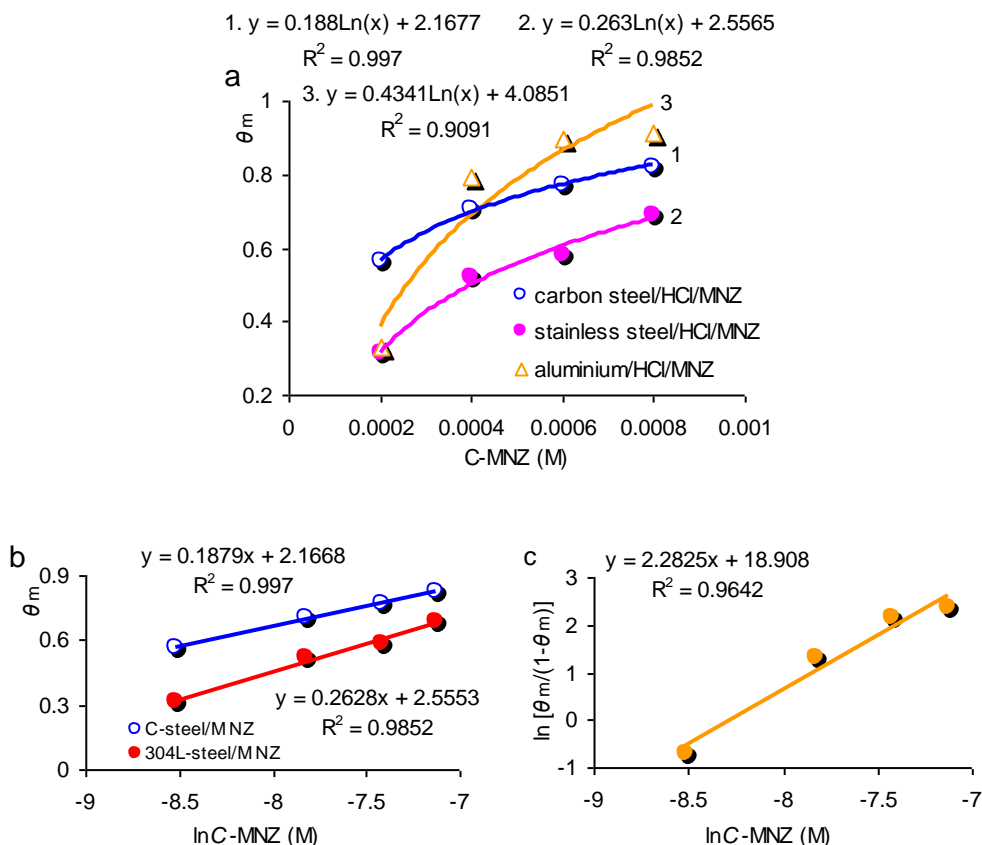 1. y = 0.188Ln(x) + 2.1677 2. y = 0.263Ln(x) + 2.5565
R² = 0.997 R² = 0.9852
a
3. y = 0.4341Ln(x) + 4.0851
R² = 0.9091
θm
1
0.8
0.6
0.4
0.2
3
1
2
carbon steel/HCl/MNZ
stainless steel/HCl/MNZ
aluminium/HCl/MNZ
0 0.0002 0.0004 0.0006 0.0008 0.001
C-MNZ (M)
b
y = 0.1879x + 2.1668
R² = 0.997
θm
0.9
0.6
0.3
0
y = 0.2628x + 2.5553
R² = 0.9852
C-steel/MNZ
304L-steel/MNZ
-9 -8.5 -8 -7.5 -7
lnC-MNZ (M)
c
y = 2.2825x + 18.908
R² = 0.9642
ln [θm/(1-θm)]
3
2
1
0
-1
-9 -8.5 -8 -7.5 -7
lnC-MNZ (M)